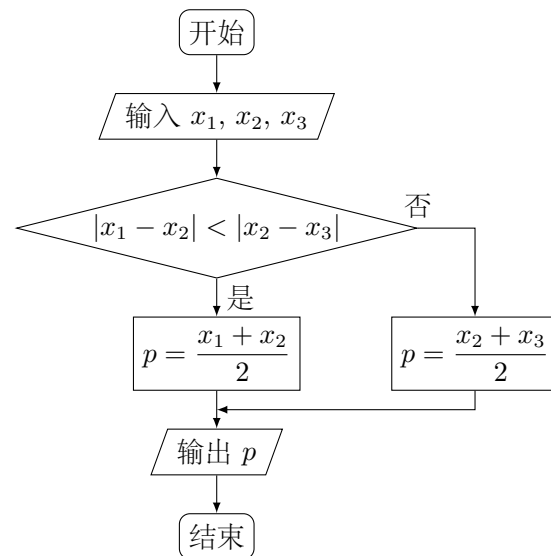 开始
输入 x₁, x₂, x₃
|x₁ − x₂| < |x₂ − x₃|
否
是
p = (x₁ + x₂)/2
p = (x₂ + x₃)/2
输出 p
结束